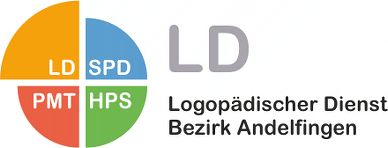 LD SPD
PMT HPS
LD
Logopädischer Dienst
Bezirk Andelfingen